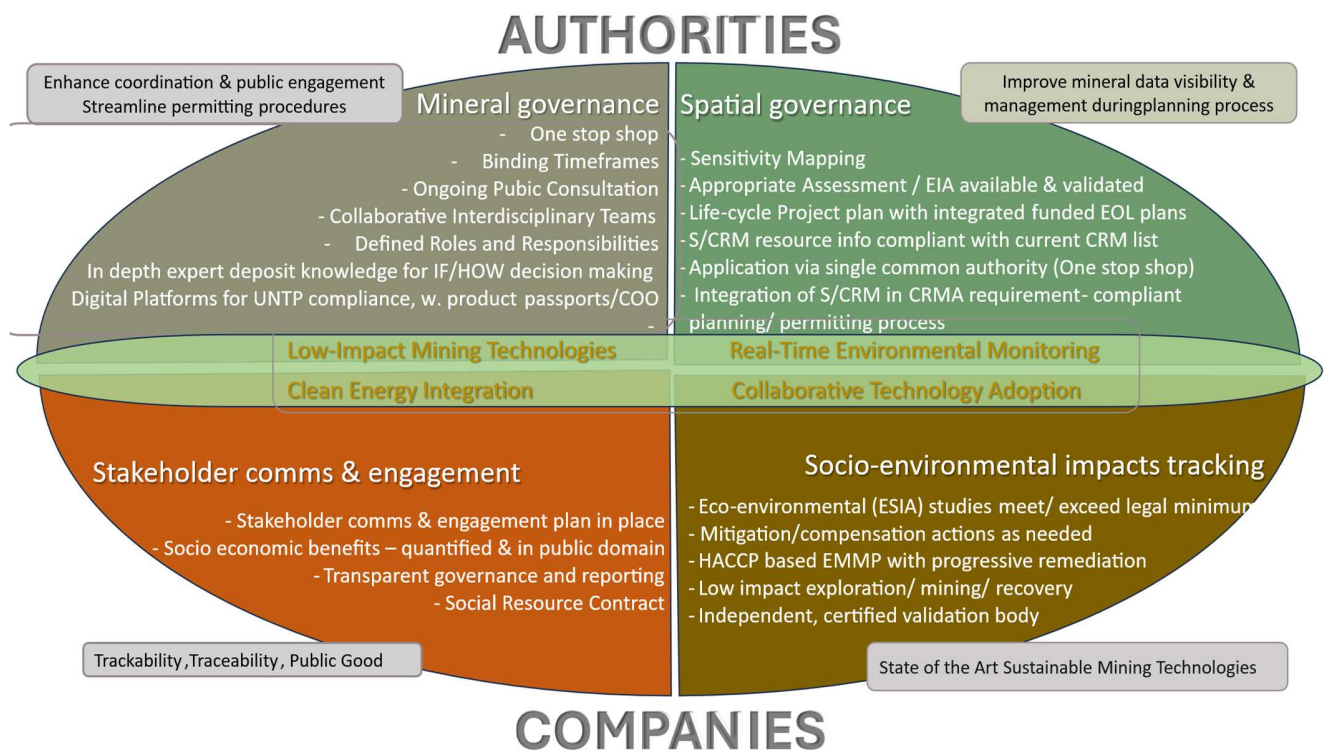 AUTHORITIES
Enhance coordination & public engagement
Streamline permitting procedures
Improve mineral data visibility &
management duringplanning process
Mineral governance
- One stop shop
- Binding Timeframes
- Ongoing Pubic Consultation
- Collaborative Interdisciplinary Teams
- Defined Roles and Responsibilities
In depth expert deposit knowledge for IF/HOW decision making
Digital Platforms for UNTP compliance, w. product passports/COO
-
Spatial governance
- Sensitivity Mapping
- Appropriate Assessment / EIA available & validated
- Life-cycle Project plan with integrated funded EOL plans
- S/CRM resource info compliant with current CRM list
- Application via single common authority (One stop shop)
- Integration of S/CRM in CRMA requirement- compliant
planning/ permitting process
Low-Impact Mining Technologies
Real-Time Environmental Monitoring
Clean Energy Integration
Collaborative Technology Adoption
Stakeholder comms & engagement
- Stakeholder comms & engagement plan in place
- Socio economic benefits – quantified & in public domain
- Transparent governance and reporting
- Social Resource Contract
Socio-environmental impacts tracking
- Eco-environmental (ESIA) studies meet/ exceed legal minimum
- Mitigation/compensation actions as needed
- HACCP based EMMP with progressive remediation
- Low impact exploration/ mining/ recovery
- Independent, certified validation body
Trackability ,Traceability , Public Good
State of the Art Sustainable Mining Technologies
COMPANIES